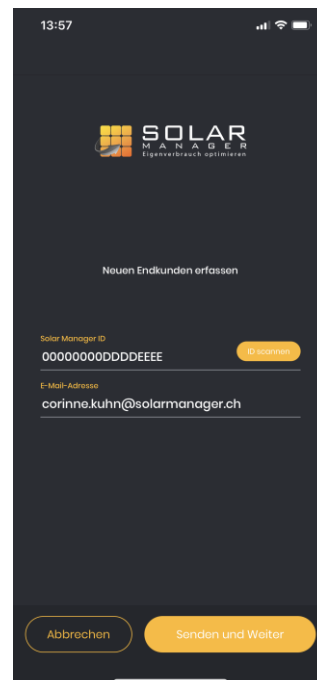 13:57
SOLAR
MANAGER
Eigenverbrauch optimieren
Neuen Endkunden erfassen
Solar Manager ID
00000000DDDDEEEE
ID scannen
E-Mail-Adresse
corinne.kuhn@solarmanager.ch
Abbrechen
Senden und Weiter